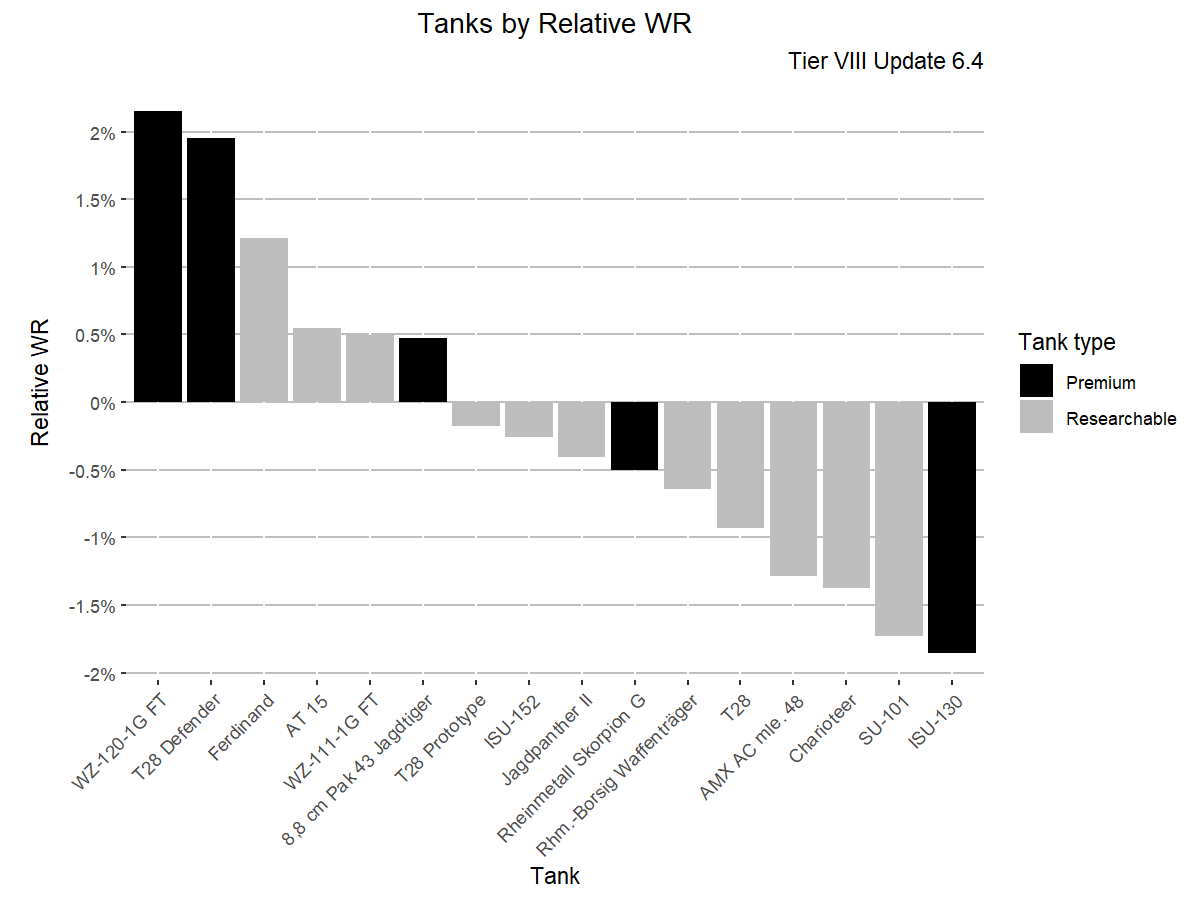 Tanks by Relative WR
Tier VIII Update 6.4
2%
1.5%
1%
0.5%
0%
-0.5%
-1%
-1.5%
-2%
Relative WR
WZ-120-1G FT
T28 Defender
Ferdinand
AT 15
WZ-111-1G FT
8,8 cm Pak 43 Jagdtiger
T28 Prototype
ISU-152
Jagdpanther II
Rheinmetall Skorpion G
Rhm.-Borsig Waffenträger
T28
AMX AC mle. 48
Charioteer
SU-101
ISU-130
Tank
Tank type
Premium
Researchable